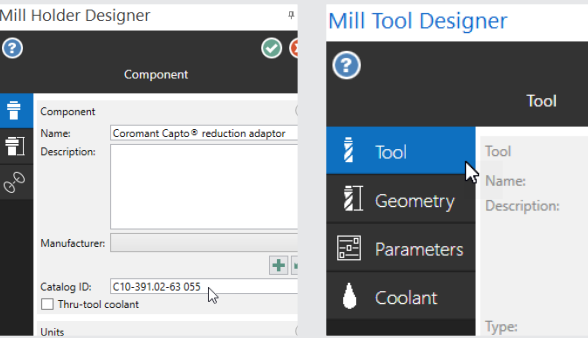 Mill Holder Designer
?
Component
Component
Name: Coromant Capto® reduction adaptor
Description:
Manufacturer:
Catalog ID: C10-391.02-63 055
Thru-tool coolant
Units
Mill Tool Designer
?
Tool
Tool
Geometry
Parameters
Coolant
Tool
Name:
Description:
Type: